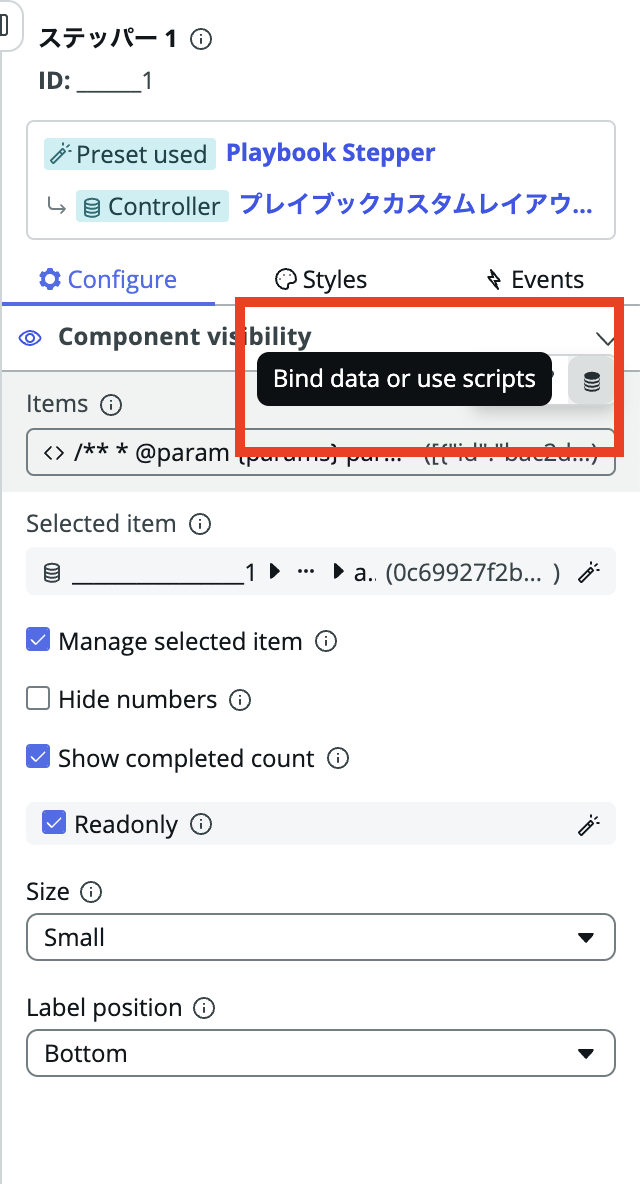 ステッパー 1
ID: ______1
Preset used Playbook Stepper
Controller プレイブックカスタムレイアウ...
Configure Styles Events
Component visibility
Bind data or use scripts
Items
/** * @param {params} par... ([{"id":"bac2d...)
Selected item
________________1 ... a.. (0c69927f2b... )
Manage selected item
Hide numbers
Show completed count
Readonly
Size
Small
Label position
Bottom